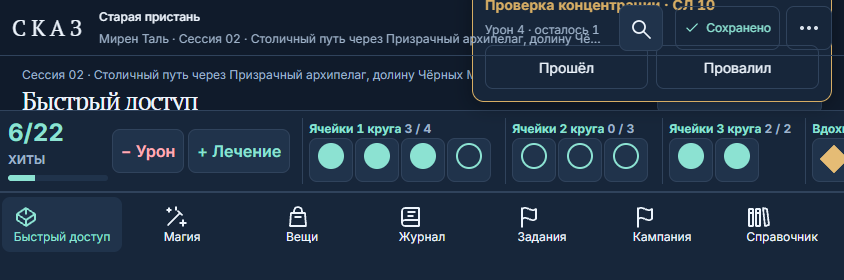 СКАЗ
Старая пристань
Мирен Таль · Сессия 02 · Столичный путь через Призрачный архипелаг, долину Чё...
Проверка концентрации · СЛ 10
Урон 4 · осталось 1
Сохранено
Прошёл
Провалил
Сессия 02 · Столичный путь через Призрачный архипелаг, долину Чёрных
Быстрый доступ
6/22
ХИТЫ
− Урон
+ Лечение
Ячейки 1 круга 3 / 4
Ячейки 2 круга 0 / 3
Ячейки 3 круга 2 / 2
Быстрый доступ
Магия
Вещи
Журнал
Задания
Кампания
Справочник